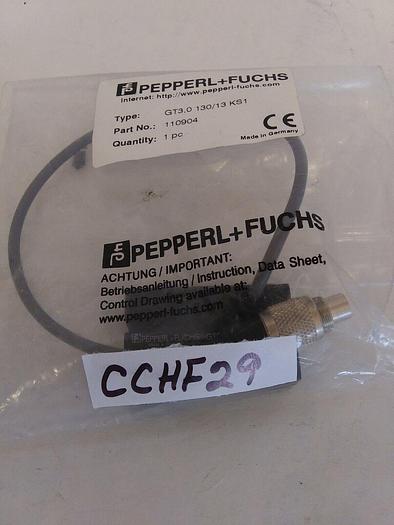 PEPPERL+FUCHS
Internet: http://www.pepperl-fuchs.com
Type: GT3.0 130/13 KS1
Part No.: 110904
Quantity: 1 pc
CE
Made in Germany
PEPPERL+FUCHS
ACHTUNG / IMPORTANT:
Betriebsanleitung / Instruction, Data Sheet,
Control Drawing available at:
www.pepperl-fuchs.com
PEPPERL+FUCHS
CCHF29